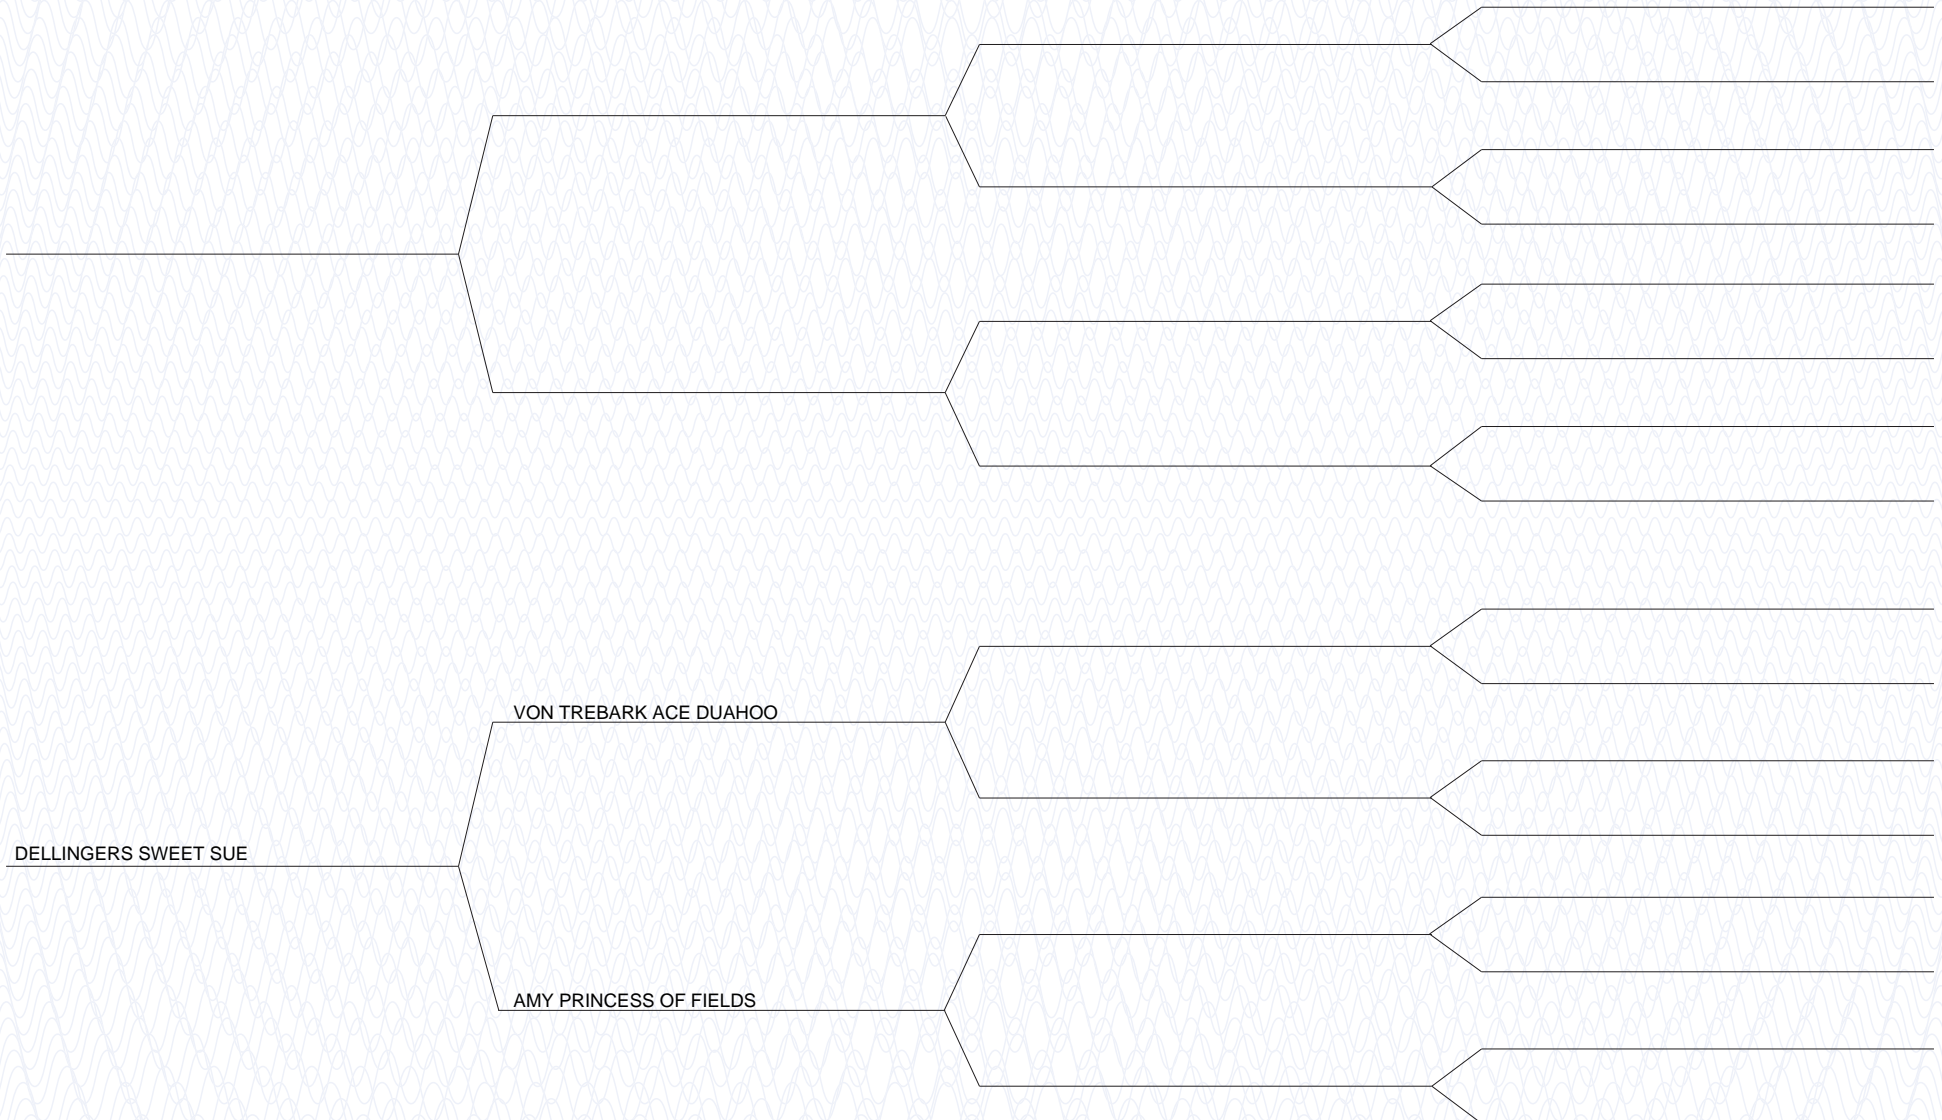 VON TREBARK ACE DUAHOO
DELLINGERS SWEET SUE
AMY PRINCESS OF FIELDS